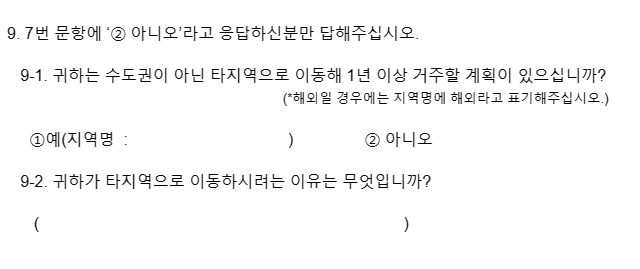 9. 7번 문항에 ‘② 아니오’라고 응답하신분만 답해주십시오.
9-1. 귀하는 수도권이 아닌 타지역으로 이동해 1년 이상 거주할 계획이 있으십니까?
(*해외일 경우에는 지역명에 해외라고 표기해주십시오.)
①예(지역명 : ) ② 아니오
9-2. 귀하가 타지역으로 이동하시려는 이유는 무엇입니까?
( )